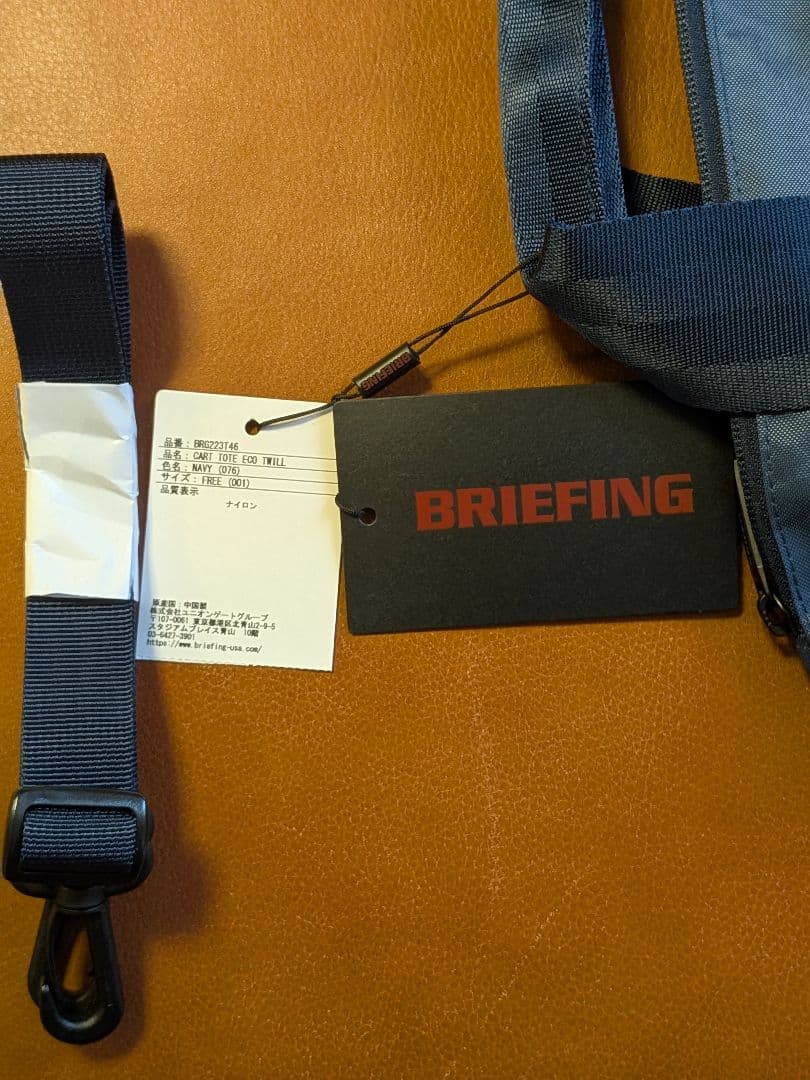 BRIEFING
品番：BRG223T46
品名：CART TOTE ECO TWILL
色名：NAVY (076)
サイズ：FREE (001)
品質表示
ナイロン
原産国：中国製
株式会社ユニオンゲートグループ
〒107-0061 東京都港区北青山2-9-5
スタジアムプレイス青山 10階
03-6427-3901
https://www.briefing-usa.com/
BRIEFING